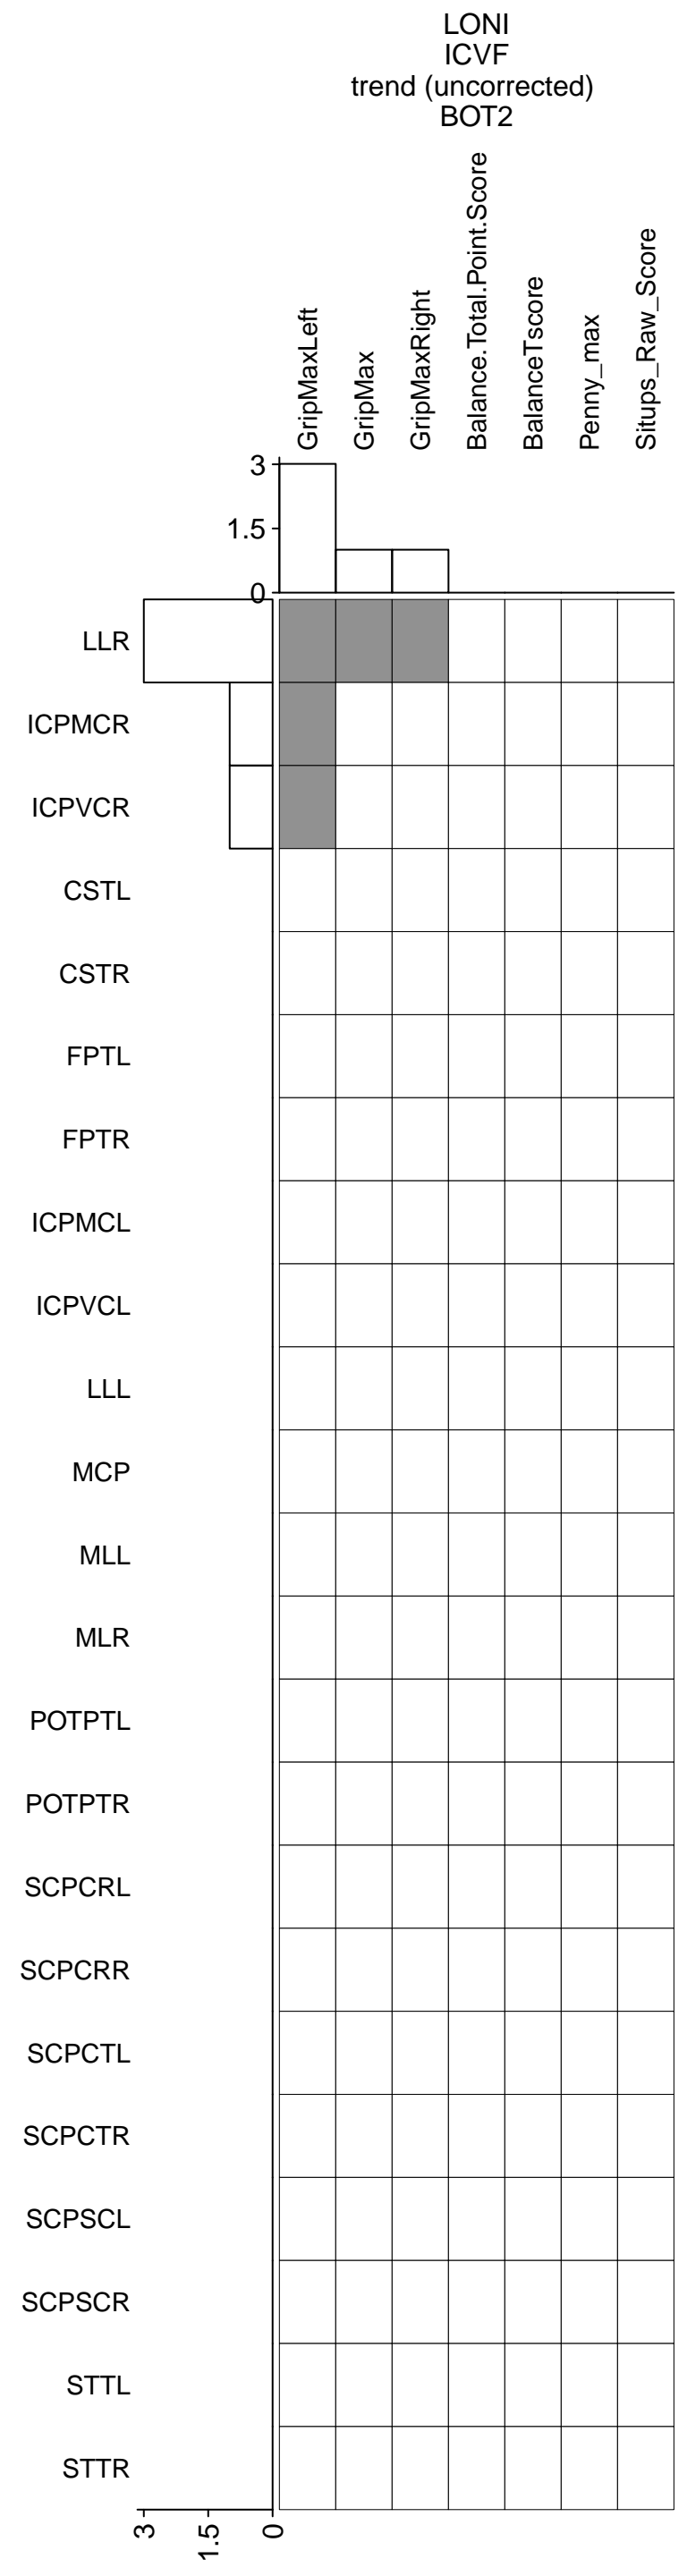 LONI
ICVF
trend (uncorrected)
BOT2
GripMaxLeft
GripMax
GripMaxRight
Balance.Total.Point.Score
BalanceTscore
Penny_max
Situps_Raw_Score
3
1.5
0
LLR
ICPMCR
ICPVCR
CSTL
CSTR
FPTL
FPTR
ICPMCL
ICPVCL
LLL
MCP
MLL
MLR
POTPTL
POTPTR
SCPCRL
SCPCRR
SCPCTL
SCPCTR
SCPSCL
SCPSCR
STTL
STTR
3
1.5
0